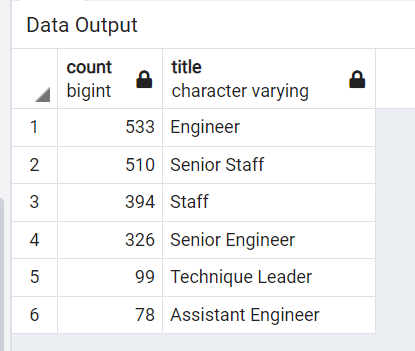 Data Output
count title
bigint character varying
1 533 Engineer
2 510 Senior Staff
3 394 Staff
4 326 Senior Engineer
5 99 Technique Leader
6 78 Assistant Engineer